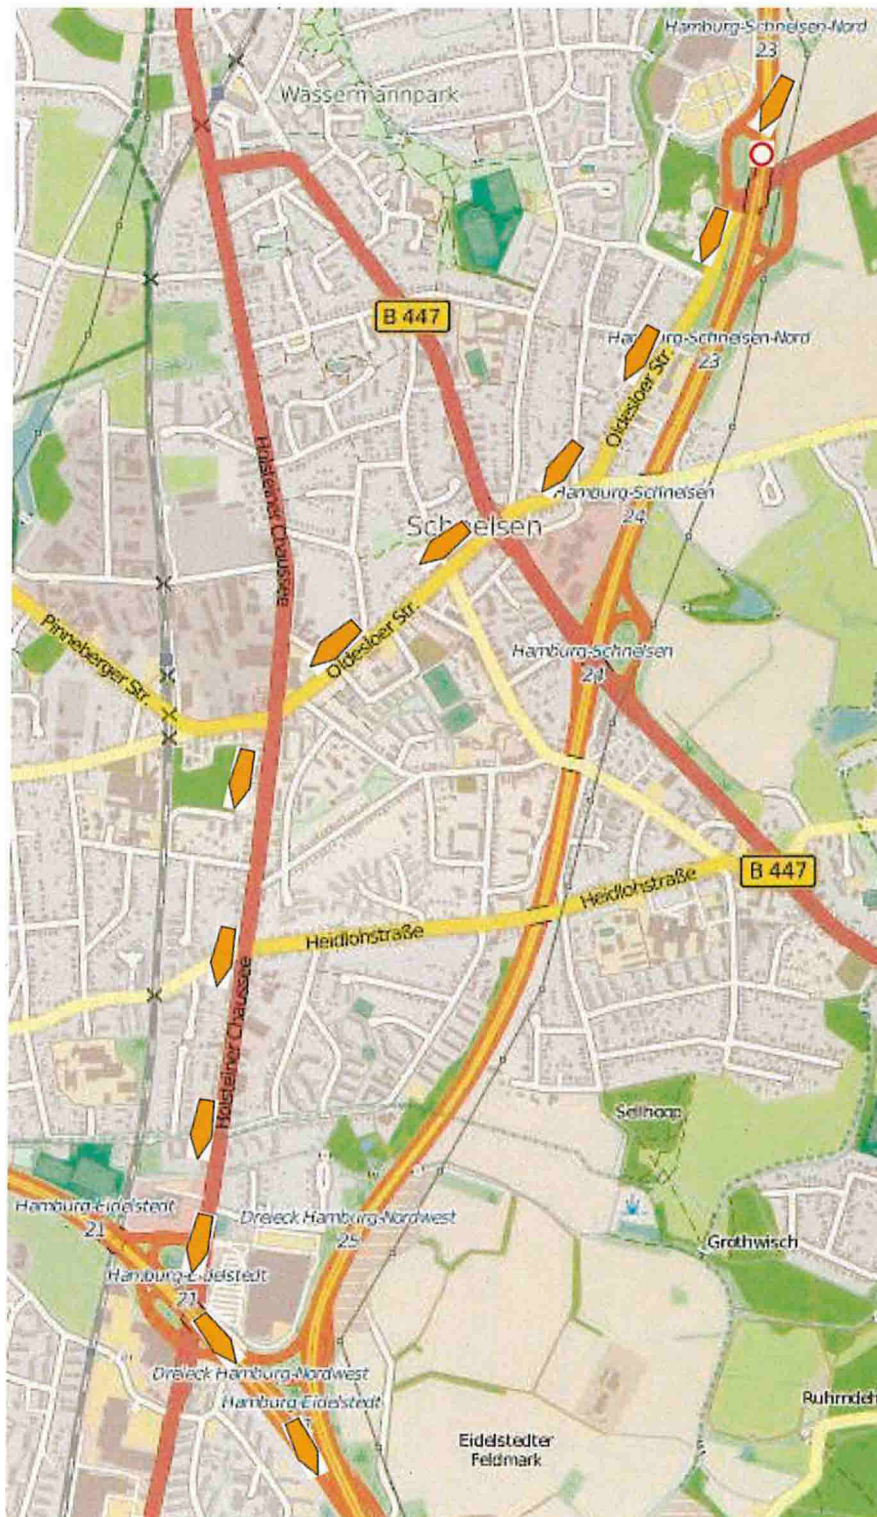 Hamburg-Schnelsen-Nord
23
Wassermannpark
B 447
Hamburg-Schnelsen-Nord
23
Oldesloer Str.
Holsteiner Chaussee
Hamburg-Schnelsen
24
Schnelsen
Pinneberger Str.
Oldesloer Str.
Hamburg-Schnelsen
24
B 447
Heidlohstraße
Heidlohstraße
Holsteiner Chaussee
Sellhoop
Hamburg-Eidelstedt
21
Dreieck Hamburg-Nordwest
25
Grothwisch
Hamburg-Eidelstedt
21
Dreieck Hamburg-Nordwest
Hamburg-Eidelstedt
Eidelstedter
Feldmark